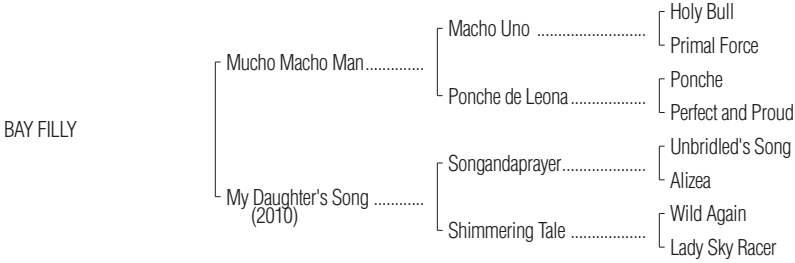 Holy Bull
Macho Uno ..........................
Primal Force
Mucho Macho Man..............
Ponche
Ponche de Leona..................
Perfect and Proud
BAY FILLY
Unbridled's Song
Songandaprayer....................
Alizea
My Daughter's Song ............
(2010)
Wild Again
Shimmering Tale ..................
Lady Sky Racer